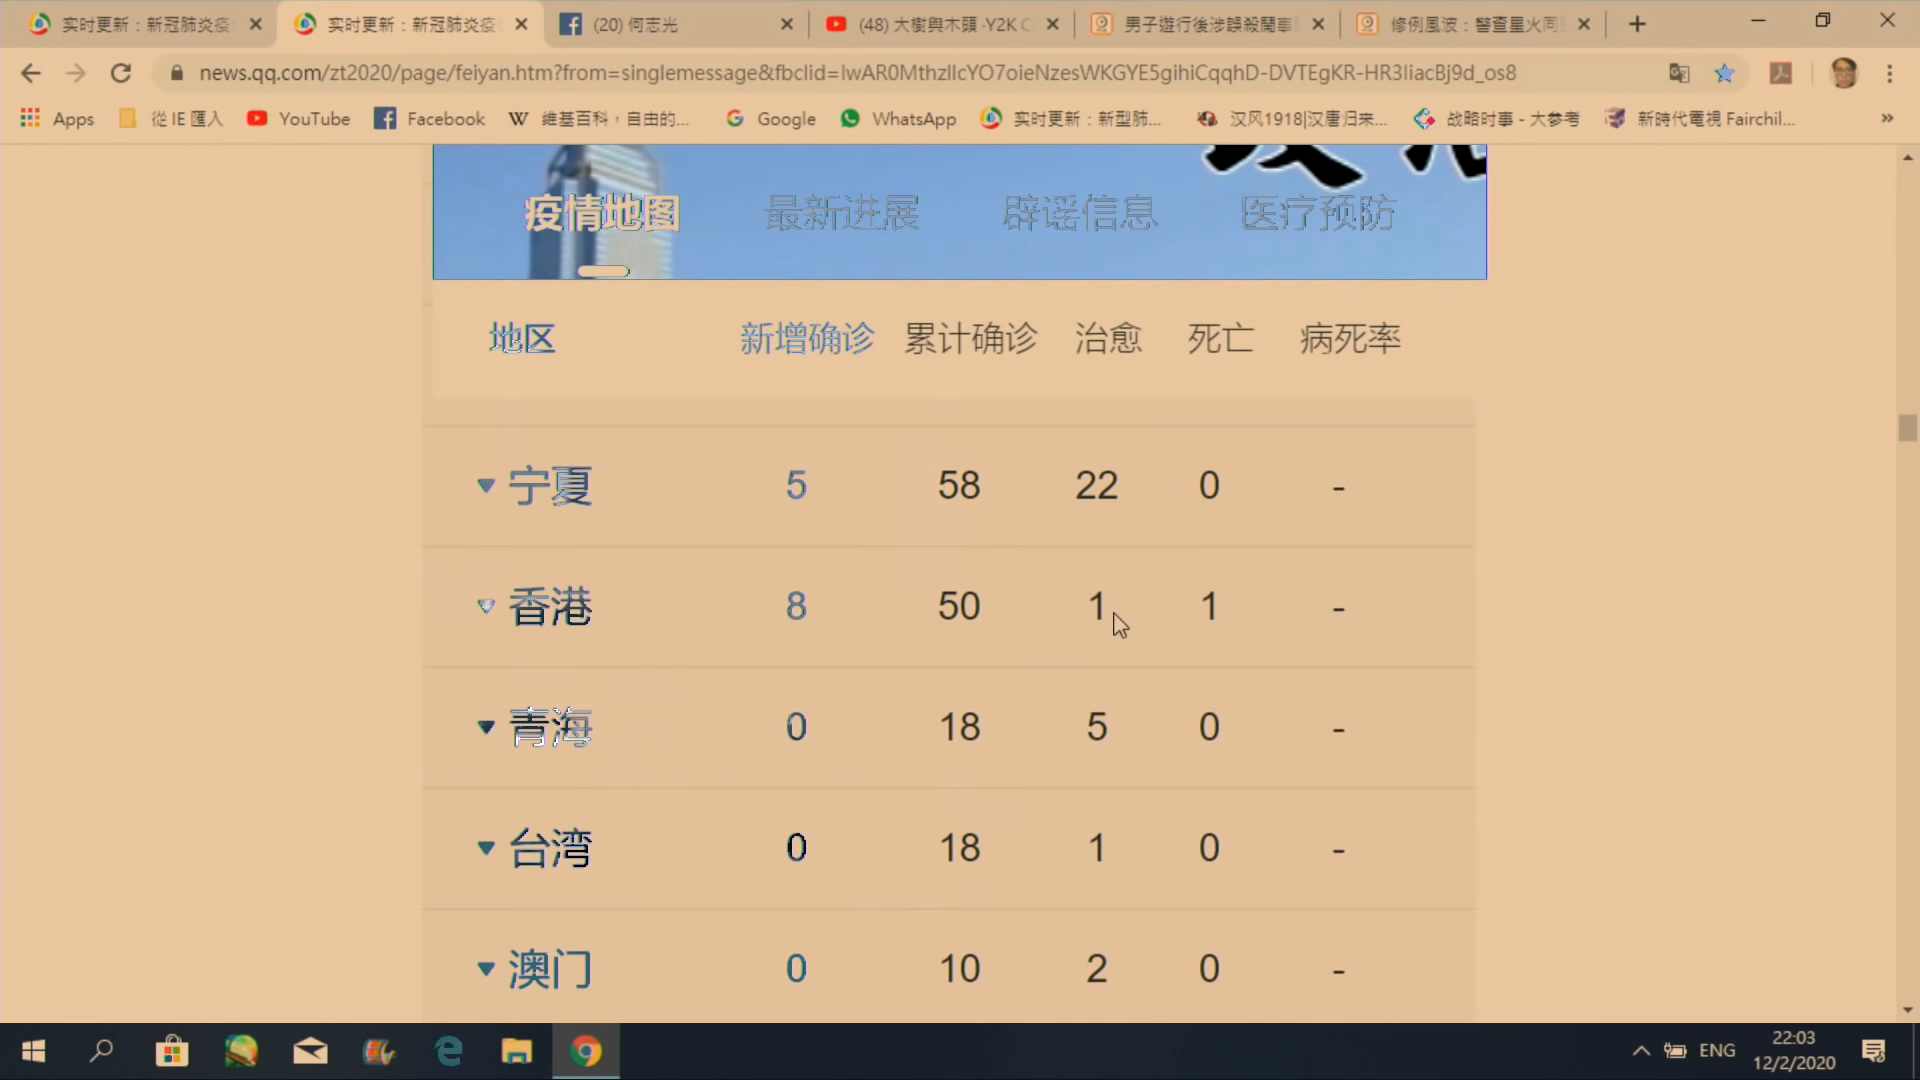 实时更新：新冠肺炎疫
实时更新：新冠肺炎疫
(20) 何志光
(48) 大樹與木頭 -Y2K C
男子遊行後涉誤殺鬧事
修例風波：警查星火同
news.qq.com/zt2020/page/feiyan.htm?from=singlemessage&fbclid=IwAR0MthzIIcYO7oieNzesWKGYE5gihiCqqhD-DVTEgKR-HR3IiacBj9d_os8
Apps
從 IE 匯入
YouTube
Facebook
維基百科，自由的...
Google
WhatsApp
实时更新：新型肺...
汉风1918|汉唐归来...
战略时事 - 大参考
新時代電視 Fairchil...
疫情地图 最新进展 辟谣信息 医疗预防
地区 新增确诊 累计确诊 治愈 死亡 病死率
宁夏 5 58 22 0 -
香港 8 50 1 1 -
青海 0 18 5 0 -
台湾 0 18 1 0 -
澳门 0 10 2 0 -
ENG
22:03
12/2/2020